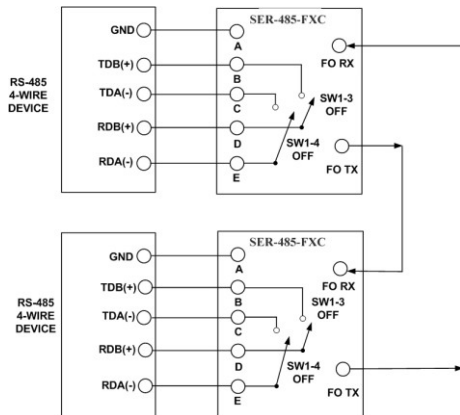 SER-485-FXC
GND
A
FO RX
TDB(+)
B
RS-485
4-WIRE
DEVICE
TDA(-)
C
SW1-3
OFF
RDB(+)
D
SW1-4
OFF
RDA(-)
E
FO TX
SER-485-FXC
GND
A
FO RX
TDB(+)
B
RS-485
4-WIRE
DEVICE
TDA(-)
C
SW1-3
OFF
RDB(+)
D
SW1-4
OFF
RDA(-)
E
FO TX